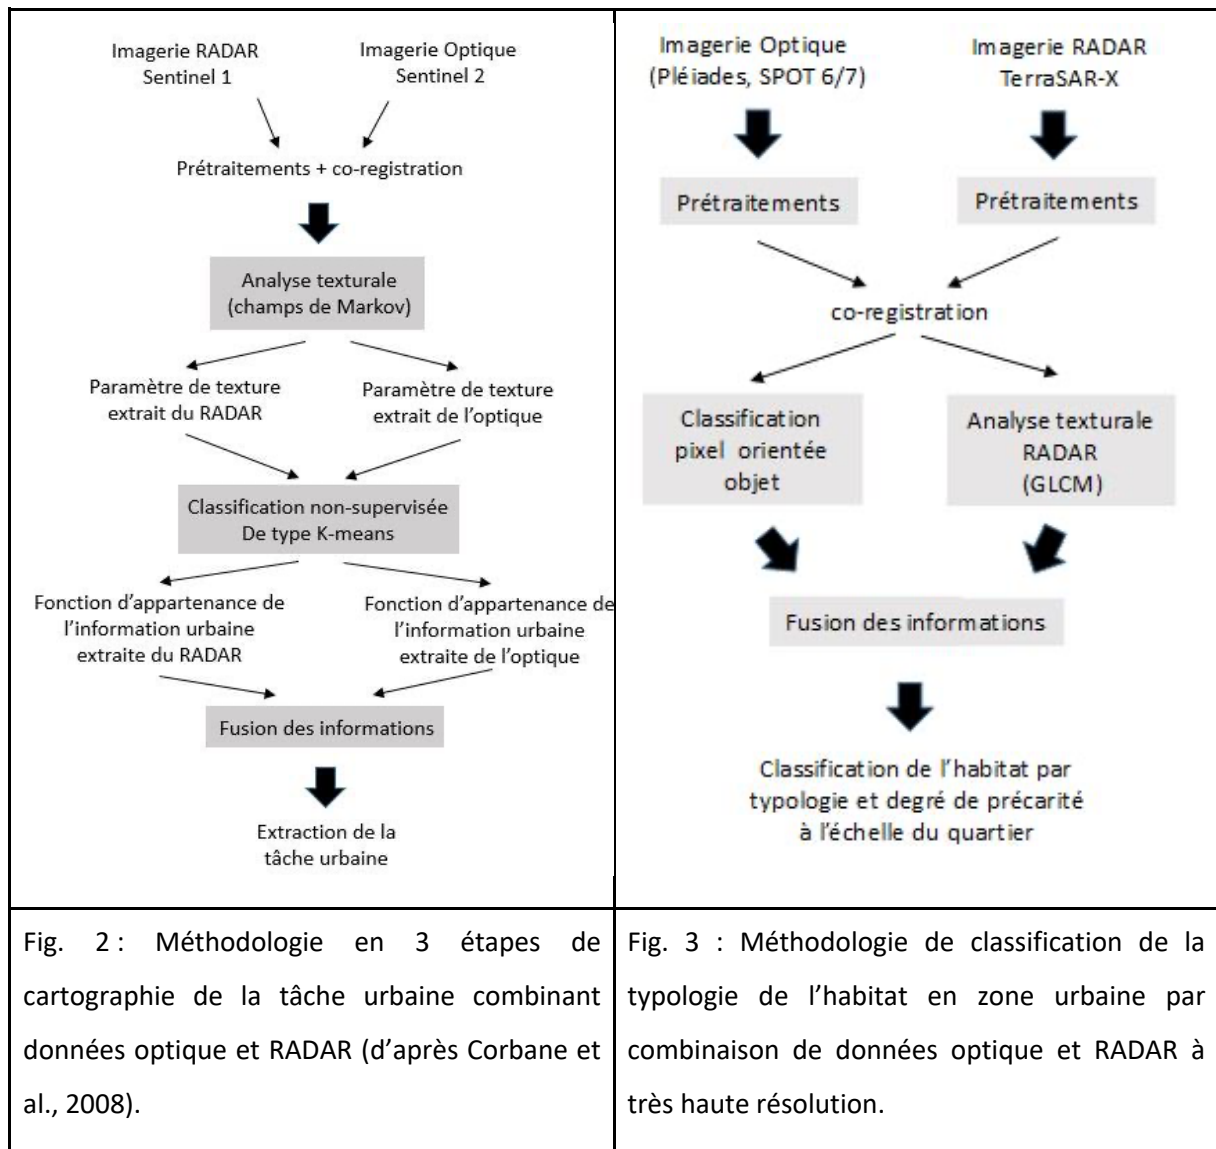 Imagerie RADAR
Sentinel 1
Imagerie Optique
Sentinel 2
Prétraitements + co-registration
Analyse texturale
(champs de Markov)
Paramètre de texture
extrait du RADAR
Paramètre de texture
extrait de l'optique
Classification non-supervisée
De type K-means
Fonction d'appartenance de
l'information urbaine
extraite du RADAR
Fonction d'appartenance de
l'information urbaine
extraite de l'optique
Fusion des informations
Extraction de la
tâche urbaine
Imagerie Optique
(Pléiades, SPOT 6/7)
Imagerie RADAR
TerraSAR-X
Prétraitements
Prétraitements
co-registration
Classification
pixel orientée
objet
Analyse texturale
RADAR
(GLCM)
Fusion des informations
Classification de l'habitat par
typologie et degré de précarité
à l'échelle du quartier
Fig. 2 : Méthodologie en 3 étapes de
cartographie de la tâche urbaine combinant
données optique et RADAR (d'après Corbane et
al., 2008).
Fig. 3 : Méthodologie de classification de la
typologie de l'habitat en zone urbaine par
combinaison de données optique et RADAR à
très haute résolution.